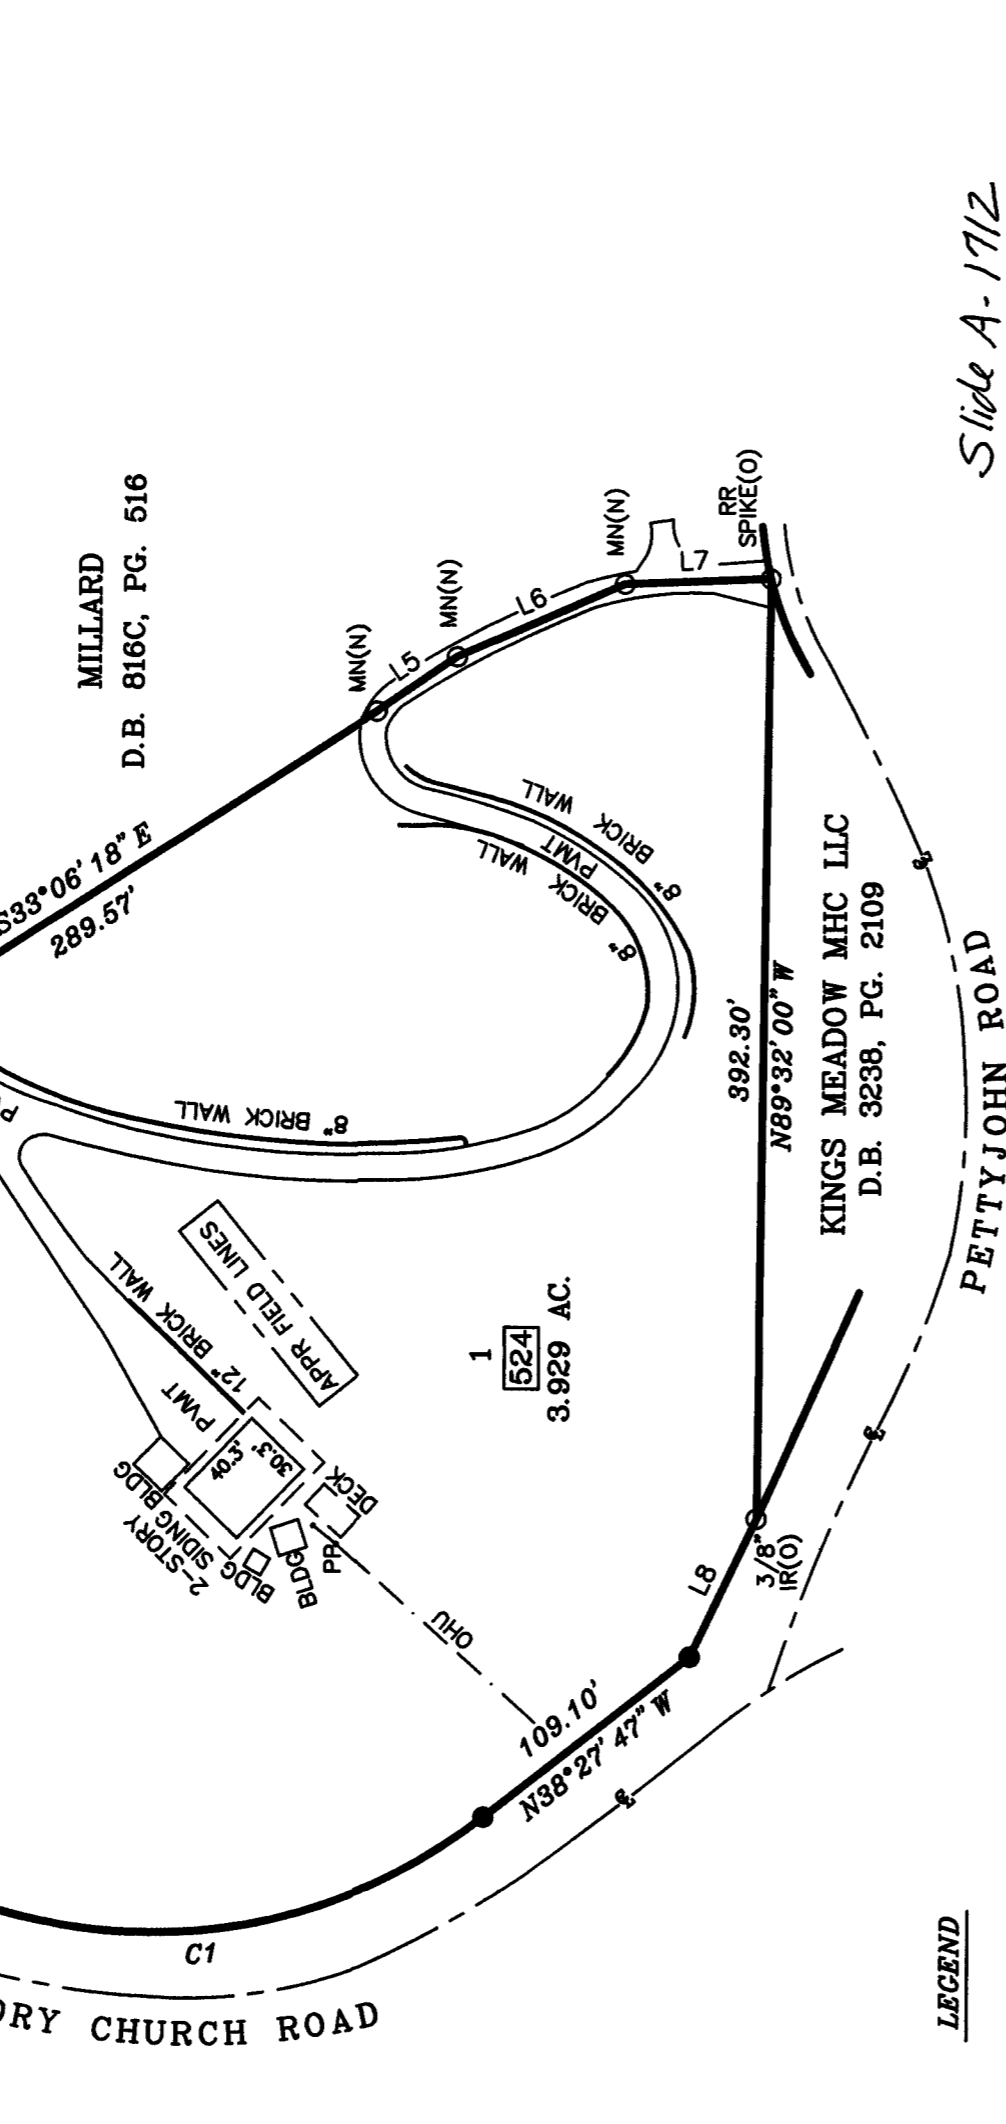 Slide A-1712
MILLARD
D.B. 816C, PG. 516
S33°06'18" E
289.57'
MN(N)
L5
MN(N)
L6
MN(N)
L7
RR
SPIKE(O)
8" BRICK WALL
PVMT
8" BRICK WALL
8" BRICK WALL
12" BRICK WALL
PVMT
APPR FIELD LINES
392.30'
N89°32'00" W
KINGS MEADOW MHC LLC
D.B. 3238, PG. 2109
PETTYJOHN ROAD
1
524
3.929 AC.
BLDG
2-STORY
SIDING BLDG
40.3'
30.3'
DECK
BLDG
BLDG
PP
OHU
L8
3/8"
IR(O)
109.10'
N38°27'47" W
C1
ORY CHURCH ROAD
LEGEND